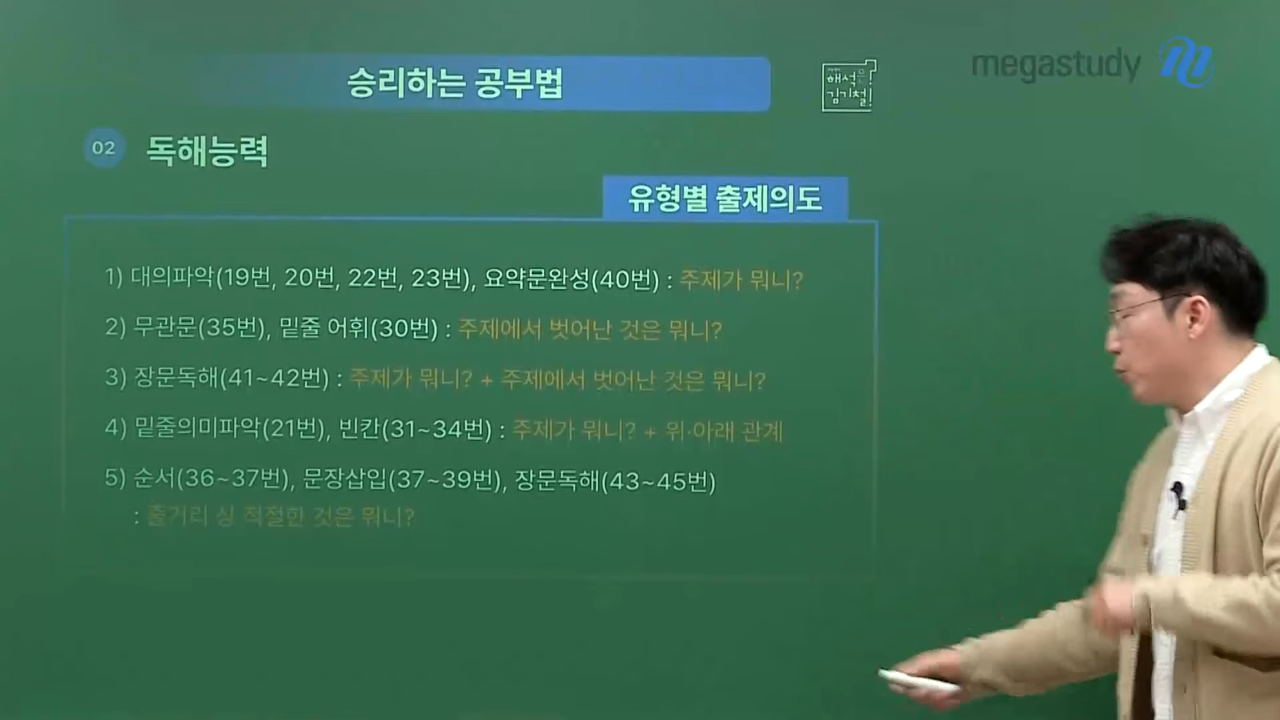 승리하는 공부법
해석은?
김기철!
megastudy
02 독해능력
유형별 출제의도
1) 대의파악(19번, 20번, 22번, 23번), 요약문완성(40번) : 주제가 뭐니?
2) 무관문(35번), 밑줄 어휘(30번) : 주제에서 벗어난 것은 뭐니?
3) 장문독해(41~42번) : 주제가 뭐니? + 주제에서 벗어난 것은 뭐니?
4) 밑줄의미파악(21번), 빈칸(31~34번) : 주제가 뭐니? + 위·아래 관계
5) 순서(36~37번), 문장삽입(37~39번), 장문독해(43~45번)
: 줄거리 상 적절한 것은 뭐니?